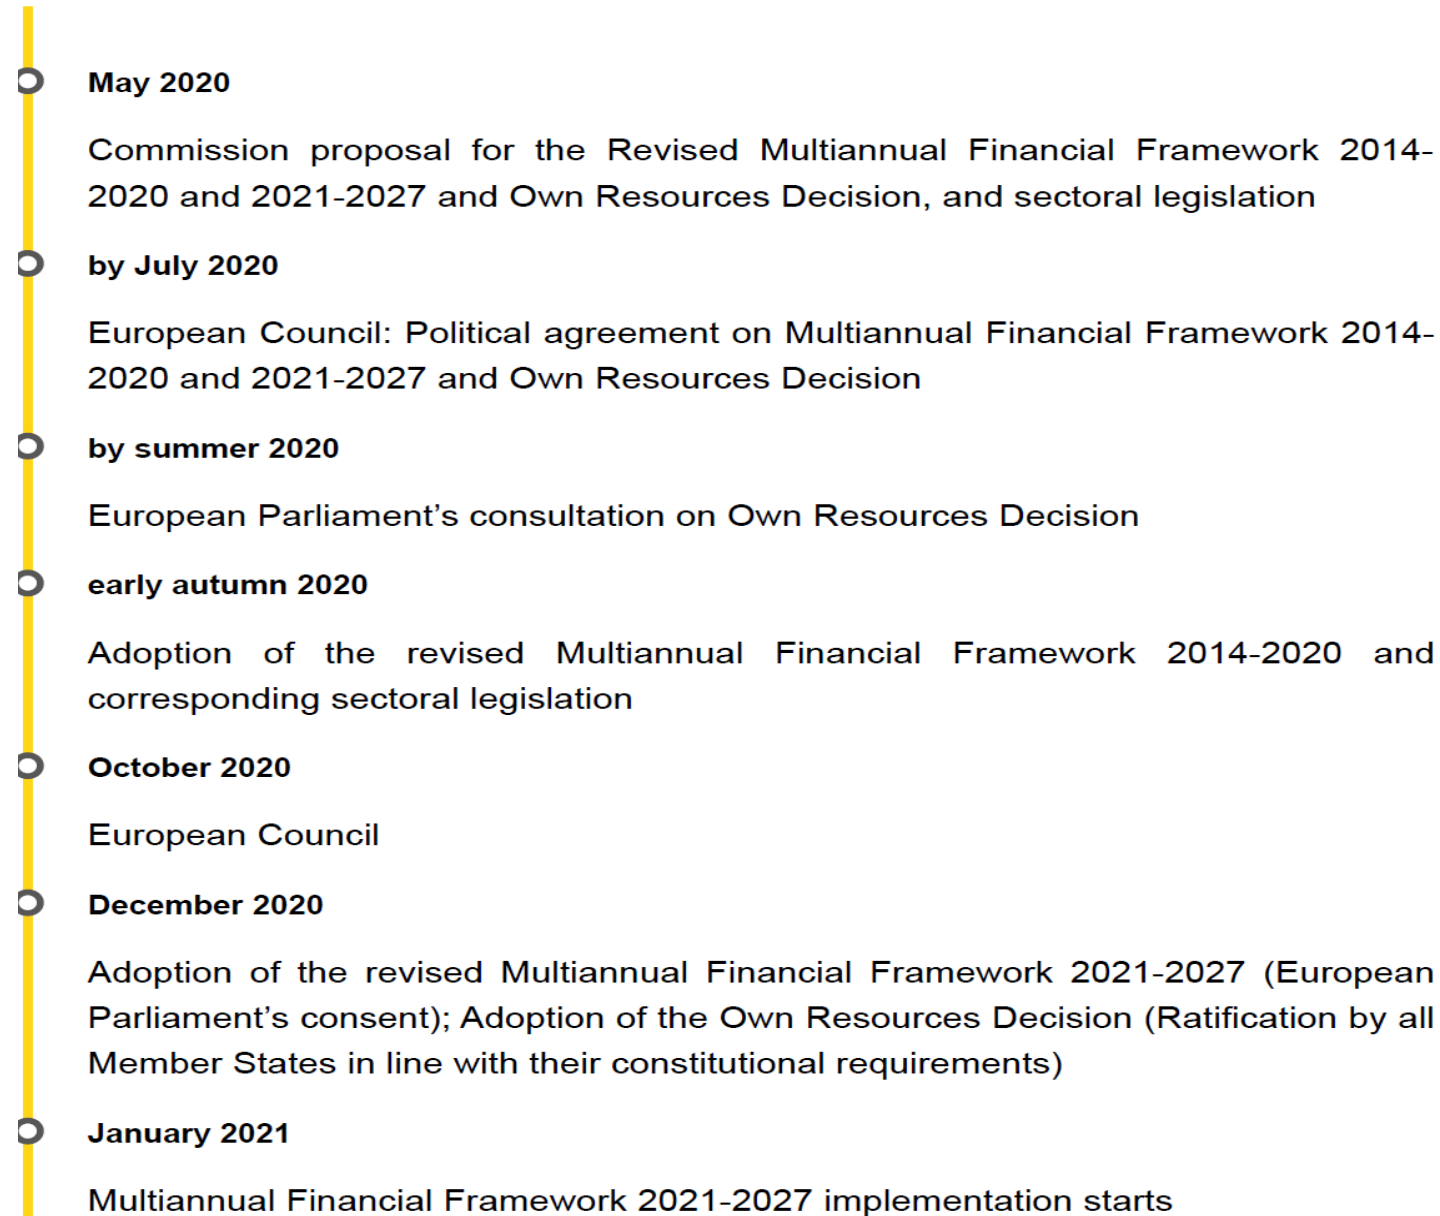 May 2020
Commission proposal for the Revised Multiannual Financial Framework 2014-
2020 and 2021-2027 and Own Resources Decision, and sectoral legislation
by July 2020
European Council: Political agreement on Multiannual Financial Framework 2014-
2020 and 2021-2027 and Own Resources Decision
by summer 2020
European Parliament’s consultation on Own Resources Decision
early autumn 2020
Adoption of the revised Multiannual Financial Framework 2014-2020 and
corresponding sectoral legislation
October 2020
European Council
December 2020
Adoption of the revised Multiannual Financial Framework 2021-2027 (European
Parliament’s consent); Adoption of the Own Resources Decision (Ratification by all
Member States in line with their constitutional requirements)
January 2021
Multiannual Financial Framework 2021-2027 implementation starts